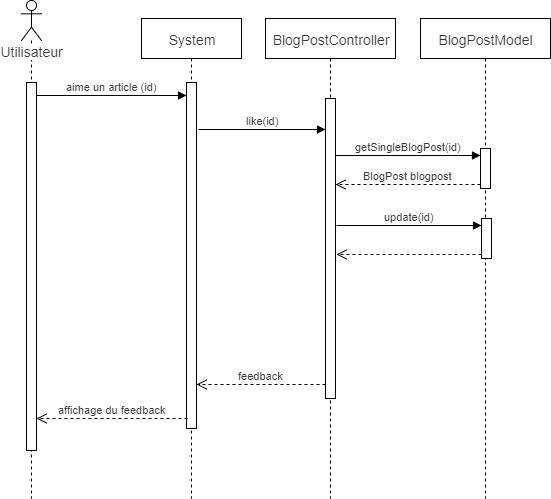 Utilisateur
System
BlogPostController
BlogPostModel
aime un article (id)
like(id)
getSingleBlogPost(id)
BlogPost blogpost
update(id)
feedback
affichage du feedback